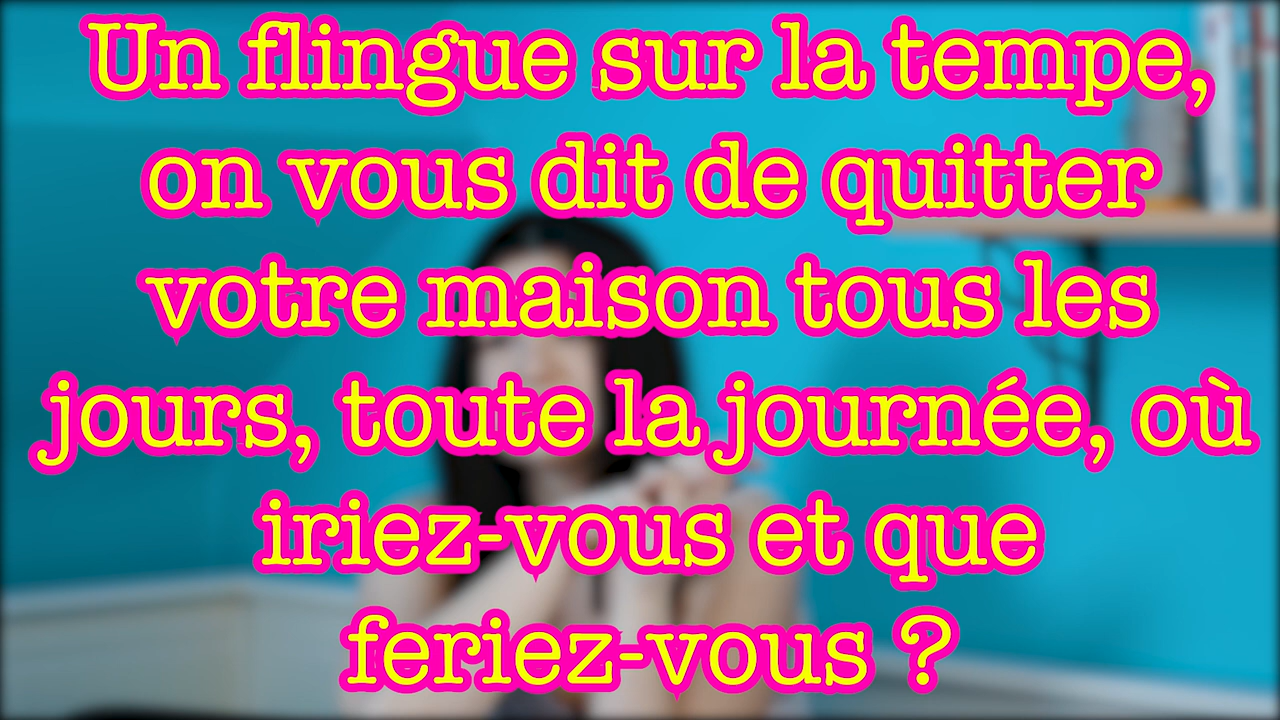 Un flingue sur la tempe,
on vous dit de quitter
votre maison tous les
jours, toute la journée, où
iriez-vous et que
feriez-vous ?